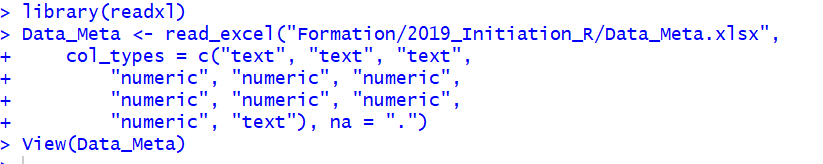 > library(readxl)
> Data_Meta <- read_excel("Formation/2019_Initiation_R/Data_Meta.xlsx",
+     col_types = c("text", "text", "text",
+         "numeric", "numeric", "numeric",
+         "numeric", "numeric", "numeric",
+         "numeric", "text"), na = ".")
> View(Data_Meta)
>